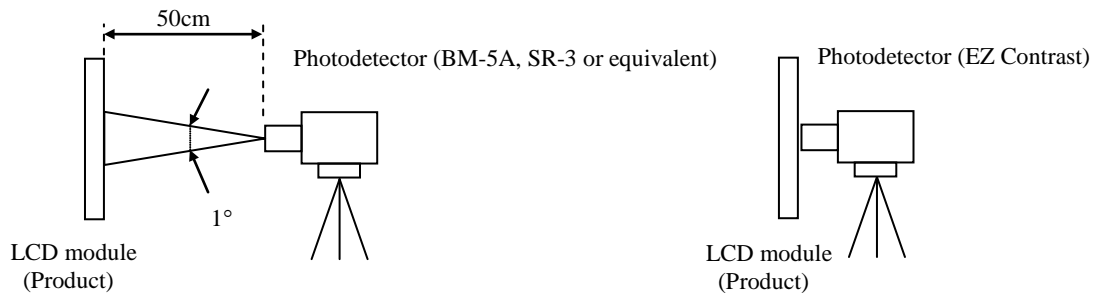 50cm
Photodetector (BM-5A, SR-3 or equivalent)
1°
LCD module
(Product)
Photodetector (EZ Contrast)
LCD module
(Product)